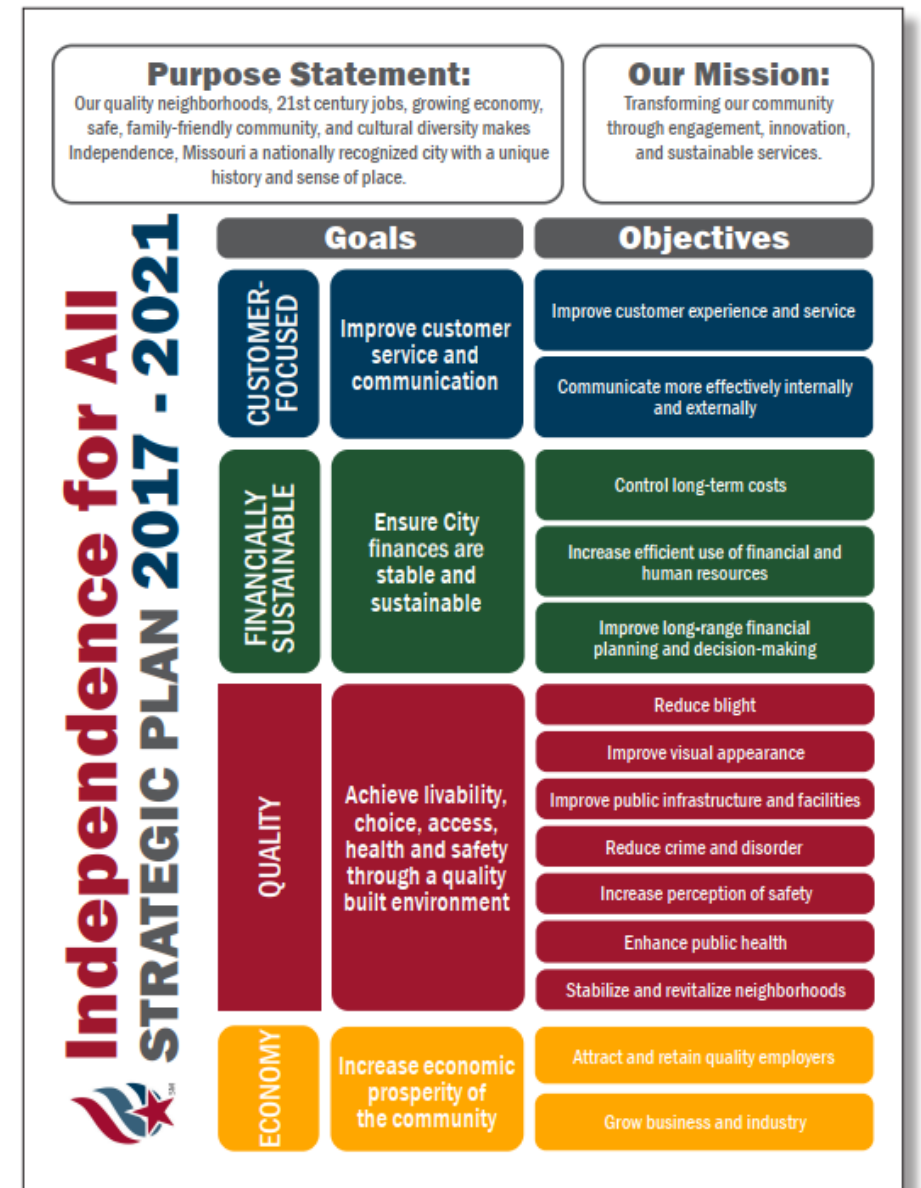 Purpose Statement:
Our quality neighborhoods, 21st century jobs, growing economy,
safe, family-friendly community, and cultural diversity makes
Independence, Missouri a nationally recognized city with a unique
history and sense of place.
Our Mission:
Transforming our community
through engagement, innovation,
and sustainable services.
Independence for All
STRATEGIC PLAN 2017 - 2021
SM
Goals
Objectives
CUSTOMER-
FOCUSED
Improve customer
service and
communication
Improve customer experience and service
Communicate more effectively internally
and externally
FINANCIALLY
SUSTAINABLE
Ensure City
finances are
stable and
sustainable
Control long-term costs
Increase efficient use of financial and
human resources
Improve long-range financial
planning and decision-making
QUALITY
Achieve livability,
choice, access,
health and safety
through a quality
built environment
Reduce blight
Improve visual appearance
Improve public infrastructure and facilities
Reduce crime and disorder
Increase perception of safety
Enhance public health
Stabilize and revitalize neighborhoods
ECONOMY
Increase economic
prosperity of
the community
Attract and retain quality employers
Grow business and industry